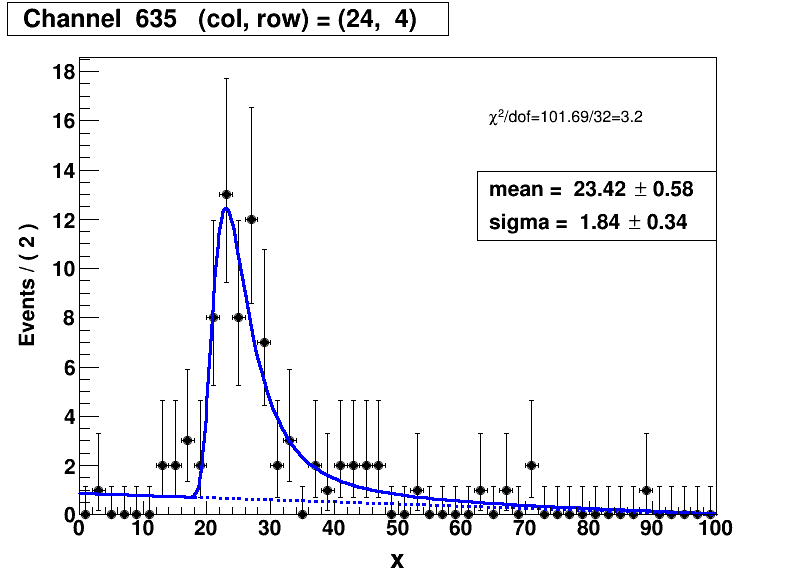 Channel 635 (col, row) = (24, 4)
18
16
14
12
10
8
6
4
2
0
Events / ( 2 )
χ²/dof=101.69/32=3.2
mean = 23.42 ± 0.58
sigma = 1.84 ± 0.34
0 10 20 30 40 50 60 70 80 90 100
x